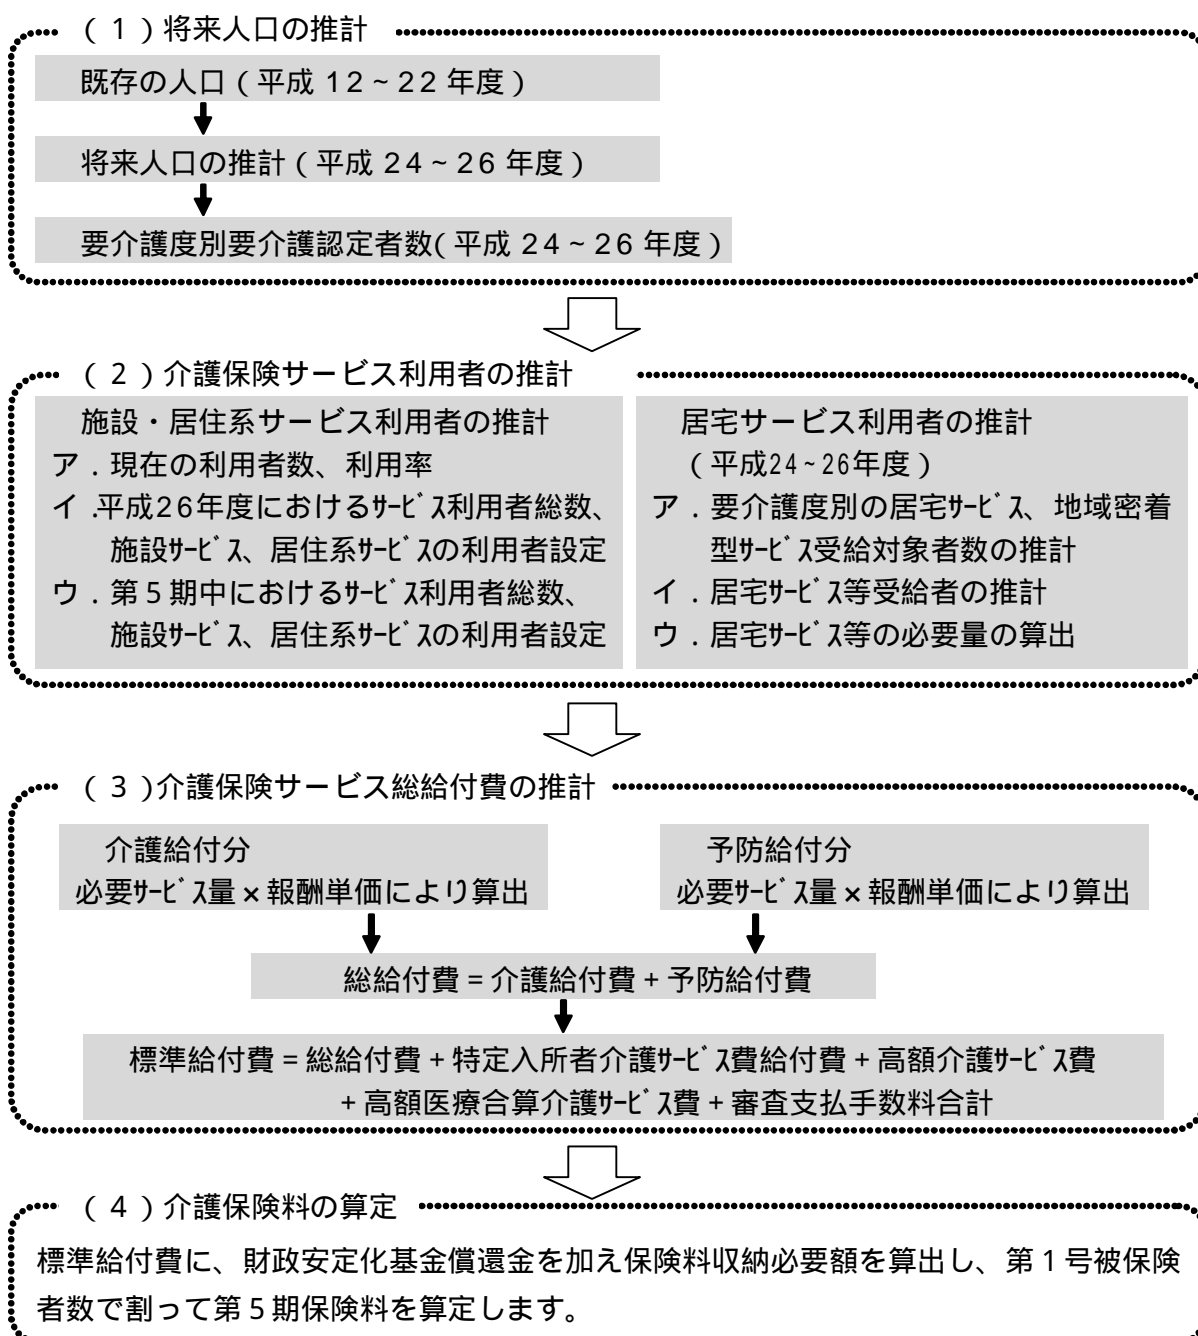 （１）将来人口の推計
既存の人口（平成 12～22 年度）
将来人口の推計（平成 24～26 年度）
要介護度別要介護認定者数（平成 24～26 年度）
（２）介護保険サービス利用者の推計
施設・居住系サービス利用者の推計
ア．現在の利用者数、利用率
イ.平成26年度におけるｻｰﾋﾞｽ利用者総数、
施設ｻｰﾋﾞｽ、居住系ｻｰﾋﾞｽの利用者設定
ウ．第５期中におけるｻｰﾋﾞｽ利用者総数、
施設ｻｰﾋﾞｽ、居住系ｻｰﾋﾞｽの利用者設定
居宅サービス利用者の推計
（平成24~26年度）
ア．要介護度別の居宅ｻｰﾋﾞｽ、地域密着
型ｻｰﾋﾞｽ受給対象者数の推計
イ．居宅ｻｰﾋﾞｽ等受給者の推計
ウ．居宅ｻｰﾋﾞｽ等の必要量の算出
（３）介護保険サービス総給付費の推計
介護給付分
必要ｻｰﾋﾞｽ量×報酬単価により算出
予防給付分
必要ｻｰﾋﾞｽ量×報酬単価により算出
総給付費＝介護給付費＋予防給付費
標準給付費＝総給付費＋特定入所者介護ｻｰﾋﾞｽ費給付費＋高額介護ｻｰﾋﾞｽ費
＋高額医療合算介護ｻｰﾋﾞｽ費＋審査支払手数料合計
（４）介護保険料の算定
標準給付費に、財政安定化基金償還金を加え保険料収納必要額を算出し、第１号被保険
者数で割って第５期保険料を算定します。